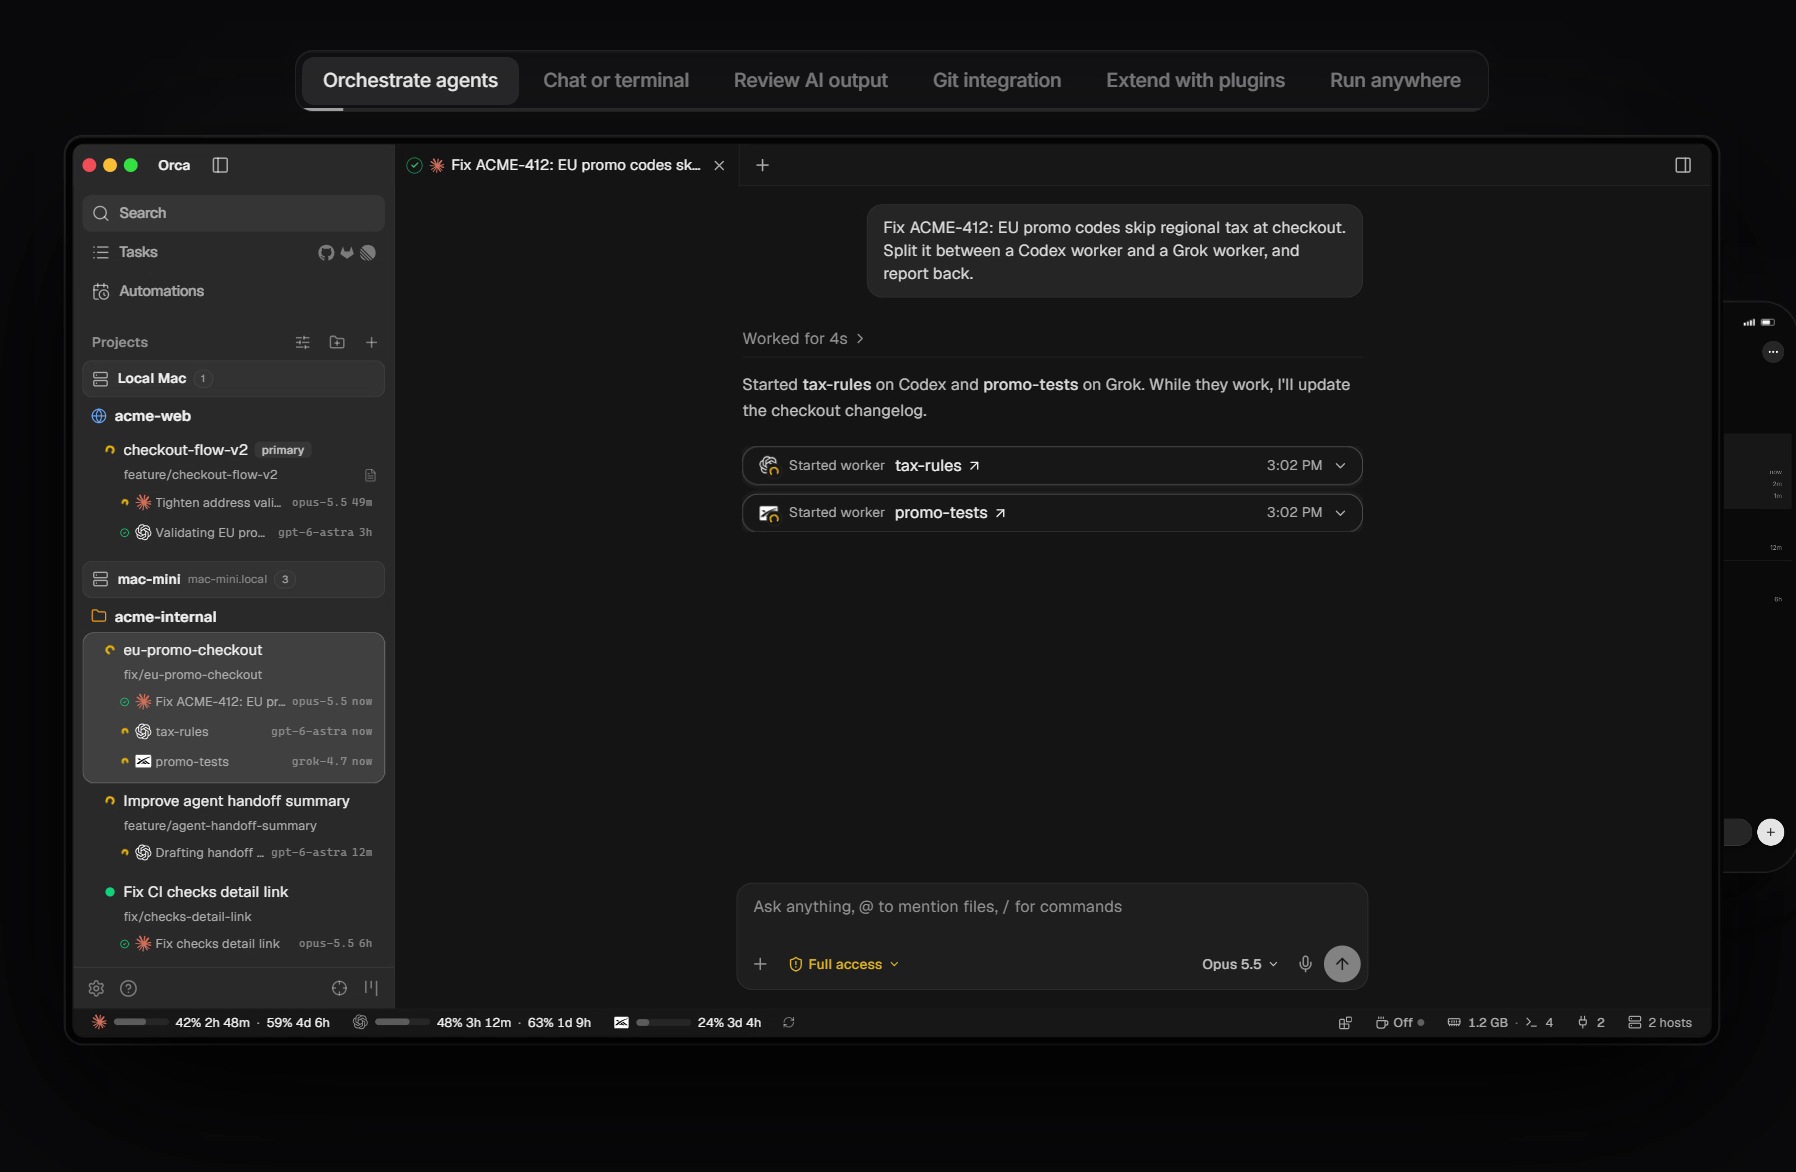 Orchestrate agents
Chat or terminal
Review AI output
Git integration
Extend with plugins
Run anywhere
Orca
Search
Tasks
Automations
Projects
Local Mac 1
acme-web
checkout-flow-v2 primary
feature/checkout-flow-v2
Tighten address vali... opus-5.5 49m
Validating EU pro... gpt-6-astra 3h
mac-mini mac-mini.local 3
acme-internal
eu-promo-checkout
fix/eu-promo-checkout
Fix ACME-412: EU pr... opus-5.5 now
tax-rules gpt-6-astra now
promo-tests grok-4.7 now
Improve agent handoff summary
feature/agent-handoff-summary
Drafting handoff ... gpt-6-astra 12m
Fix CI checks detail link
fix/checks-detail-link
Fix checks detail link opus-5.5 6h
Fix ACME-412: EU promo codes sk...
Fix ACME-412: EU promo codes skip regional tax at checkout.
Split it between a Codex worker and a Grok worker, and
report back.
Worked for 4s
Started tax-rules on Codex and promo-tests on Grok. While they work, I'll update
the checkout changelog.
Started worker tax-rules 3:02 PM
Started worker promo-tests 3:02 PM
Ask anything, @ to mention files, / for commands
Full access
Opus 5.5
42% 2h 48m · 59% 4d 6h
48% 3h 12m · 63% 1d 9h
24% 3d 4h
Off
1.2 GB · 4
2
2 hosts
now
2m
1m
12m
6h